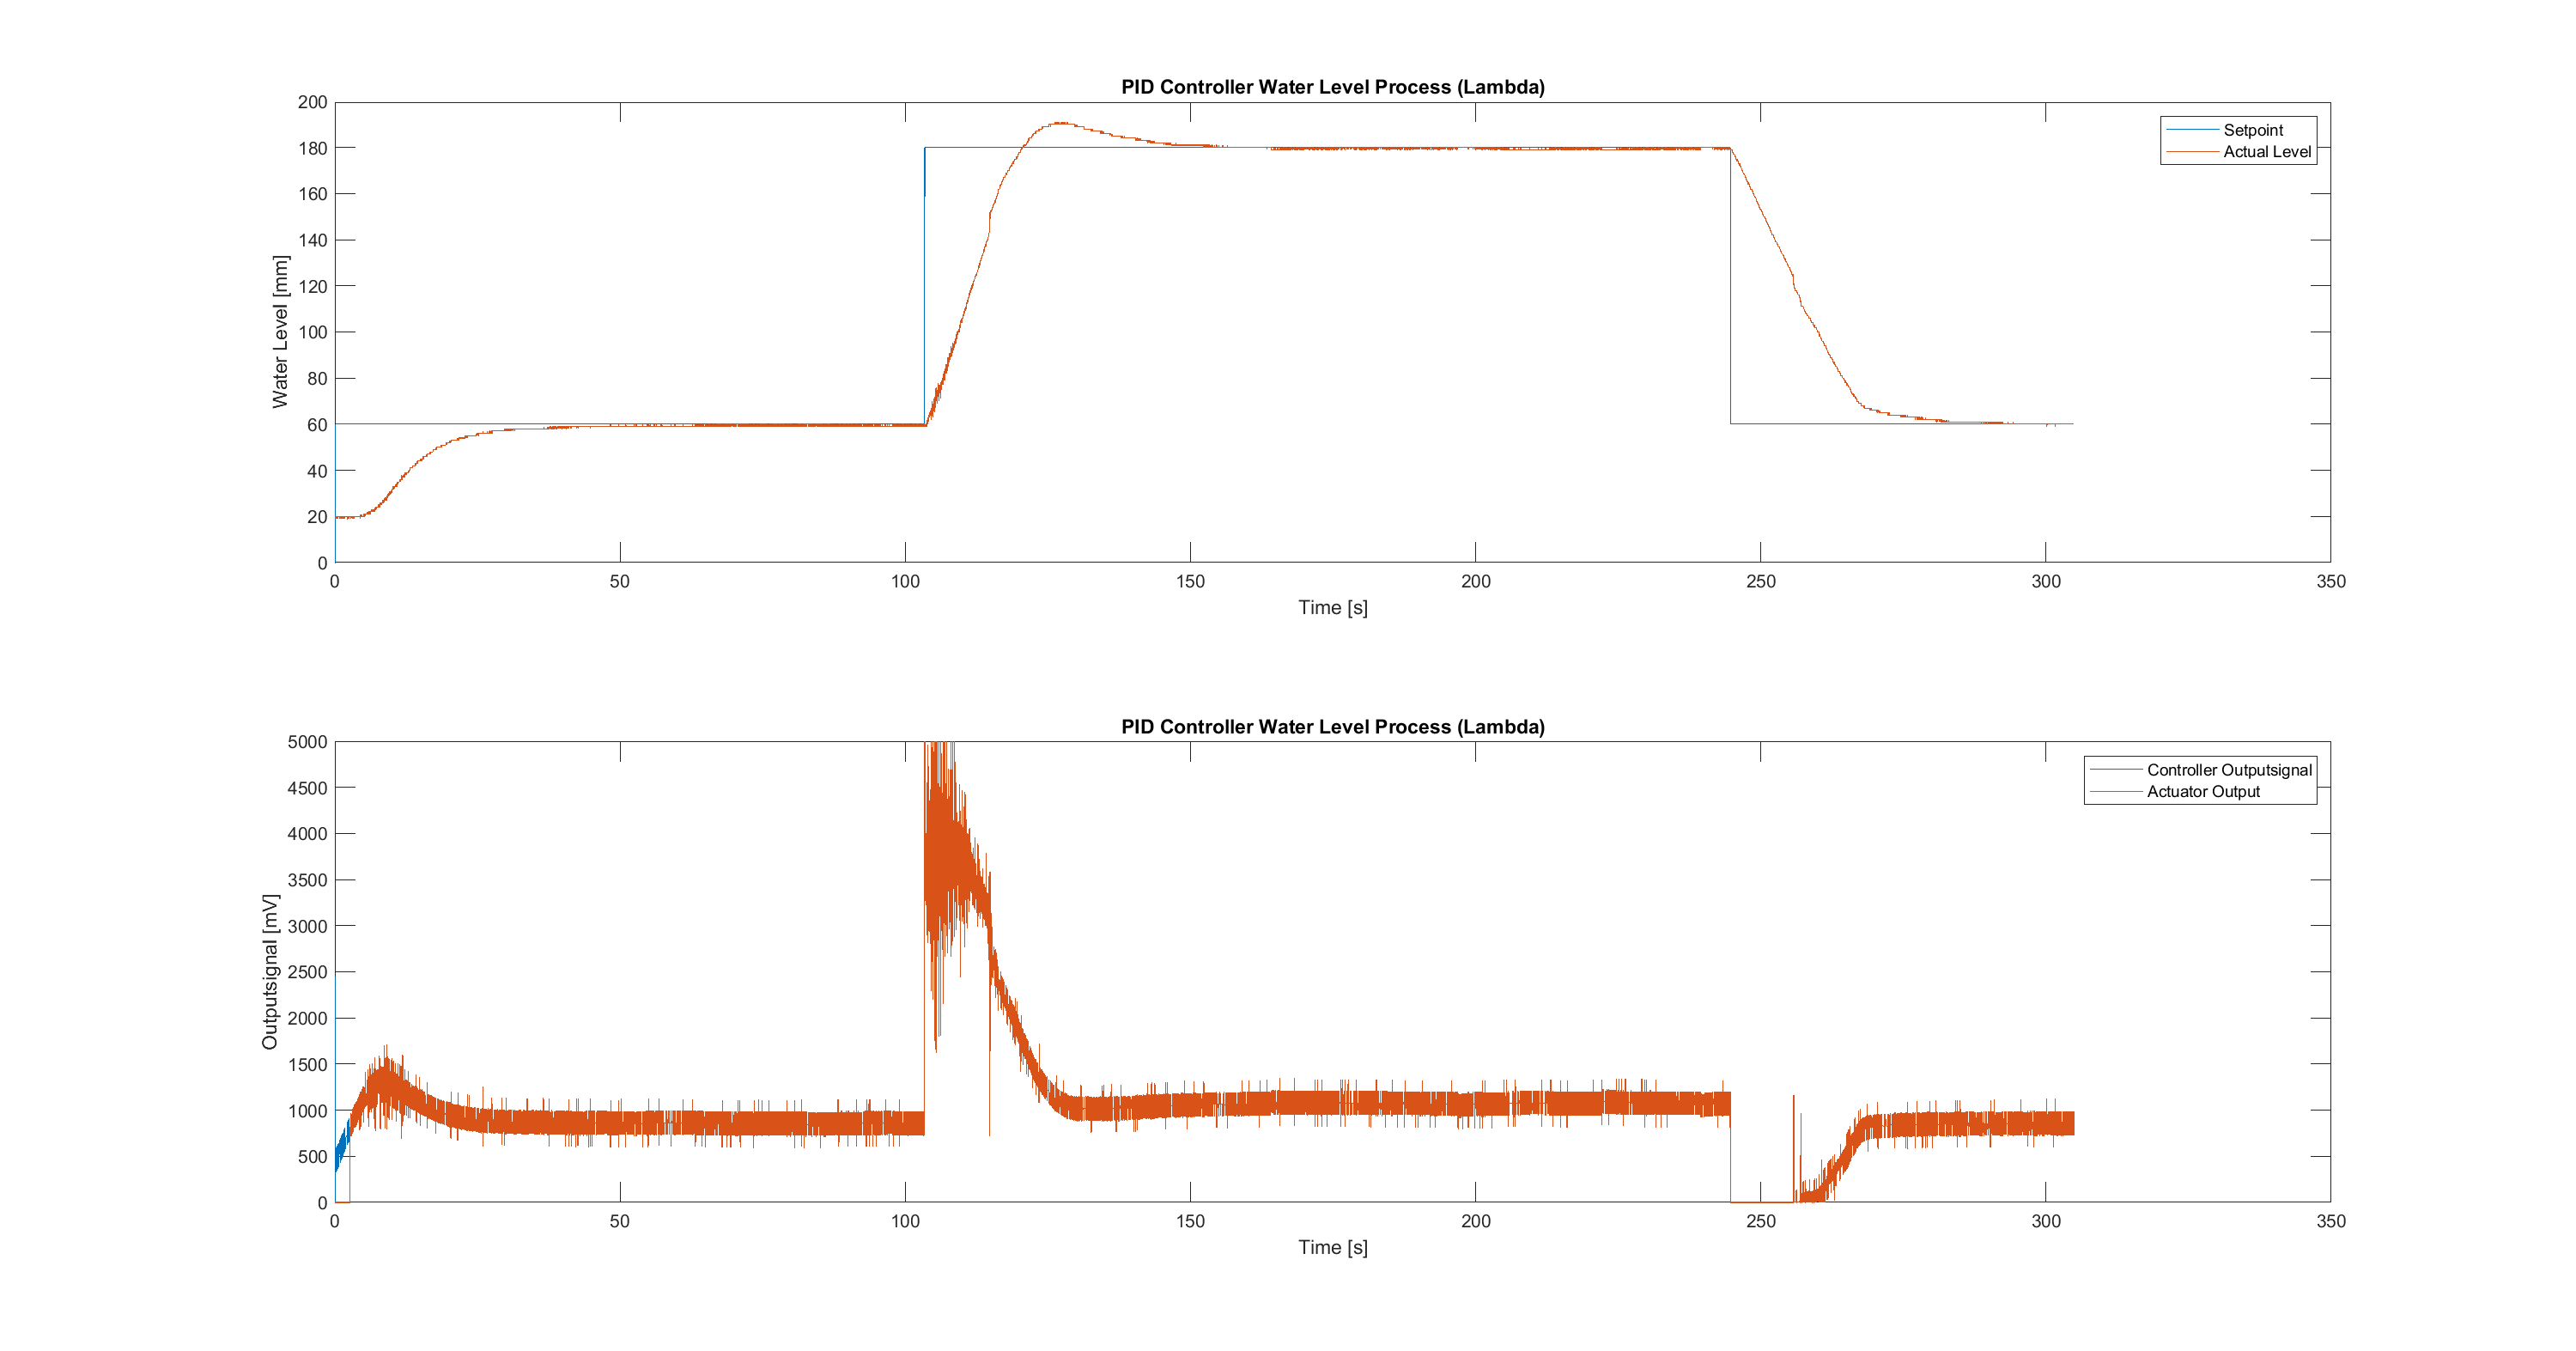 PID Controller Water Level Process (Lambda)
200
180
160
140
120
100
80
60
40
20
0
Water Level [mm]
Setpoint
Actual Level
0 50 100 150 200 250 300 350
Time [s]
PID Controller Water Level Process (Lambda)
5000
4500
4000
3500
3000
2500
2000
1500
1000
500
0
Outputsignal [mV]
Controller Outputsignal
Actuator Output
0 50 100 150 200 250 300 350
Time [s]